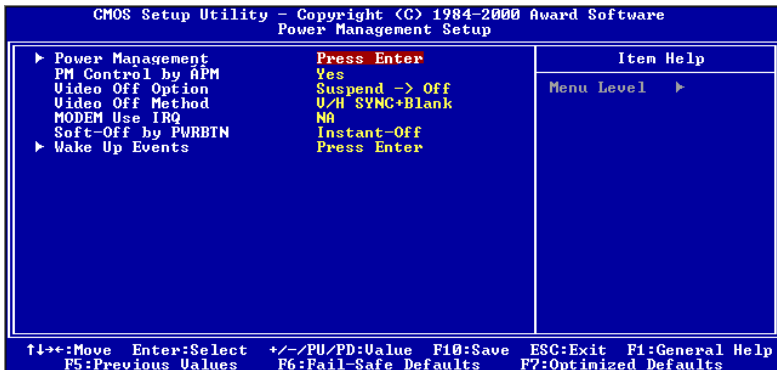 CMOS Setup Utility - Copyright (C) 1984-2000 Award Software
Power Management Setup
▶ Power Management Press Enter
PM Control by APM Yes
Video Off Option Suspend -> Off
Video Off Method V/H SYNC+Blank
MODEM Use IRQ NA
Soft-Off by PWRBTN Instant-Off
▶ Wake Up Events Press Enter
Item Help
Menu Level ▶
↑↓→←:Move Enter:Select +/-/PU/PD:Value F10:Save ESC:Exit F1:General Help
F5:Previous Values F6:Fail-Safe Defaults F7:Optimized Defaults